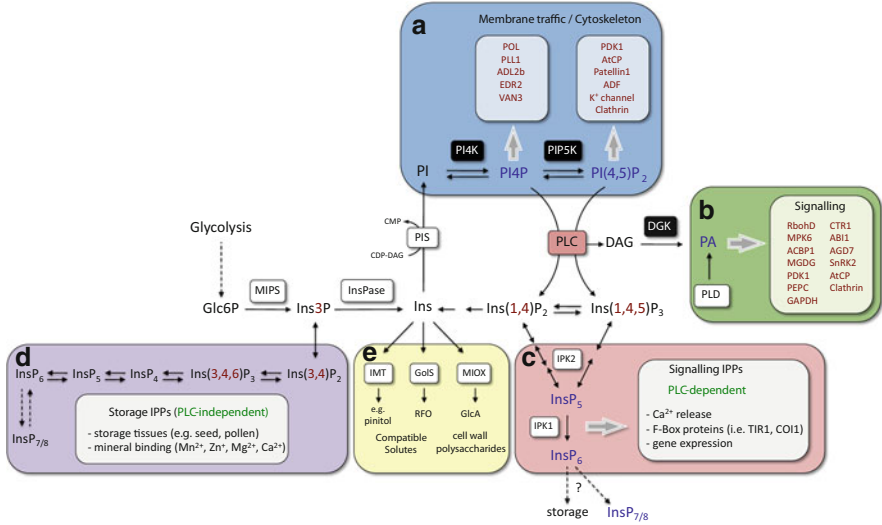 a
Membrane traffic / Cytoskeleton
POL
PLL1
ADL2b
EDR2
VAN3
PDK1
AtCP
Patellin1
ADF
K⁺ channel
Clathrin
PI4K
PIP5K
PI
PI4P
PI(4,5)P₂
b
Signalling
RbohD
MPK6
ACBP1
MGDG
PDK1
PEPC
GAPDH
CTR1
ABI1
AGD7
SnRK2
AtCP
Clathrin
PA
PLD
DGK
PLC
DAG
CMP
PIS
CDP-DAG
Glycolysis
Glc6P
MIPS
Ins3P
InsPase
Ins
Ins(1,4)P₂
Ins(1,4,5)P₃
d
InsP₆
InsP₅
InsP₄
Ins(3,4,6)P₃
Ins(3,4)P₂
InsP₇/₈
Storage IPPs (PLC-independent)
- storage tissues (e.g. seed, pollen)
- mineral binding (Mn²⁺, Zn⁺, Mg²⁺, Ca²⁺)
e
IMT
GolS
MIOX
e.g.
pinitol
RFO
GlcA
Compatible
Solutes
cell wall
polysaccharides
c
IPK2
InsP₅
IPK1
InsP₆
Signalling IPPs
PLC-dependent
- Ca²⁺ release
- F-Box proteins (i.e. TIR1, COI1)
- gene expression
?
storage
InsP₇/₈